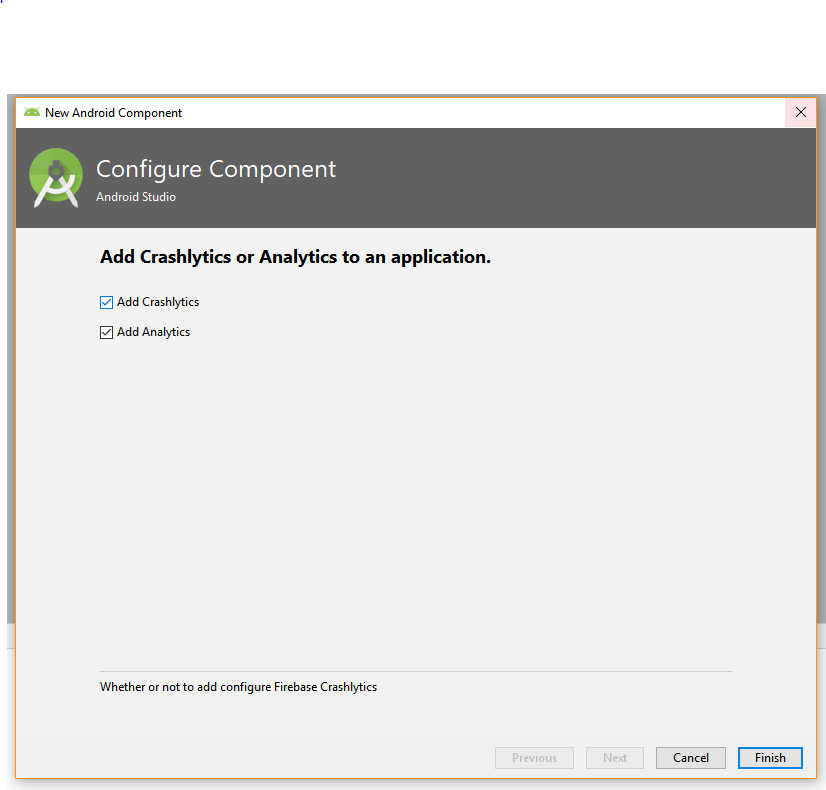 New Android Component
Configure Component
Android Studio
Add Crashlytics or Analytics to an application.
Add Crashlytics
Add Analytics
Whether or not to add configure Firebase Crashlytics
Previous Next Cancel Finish